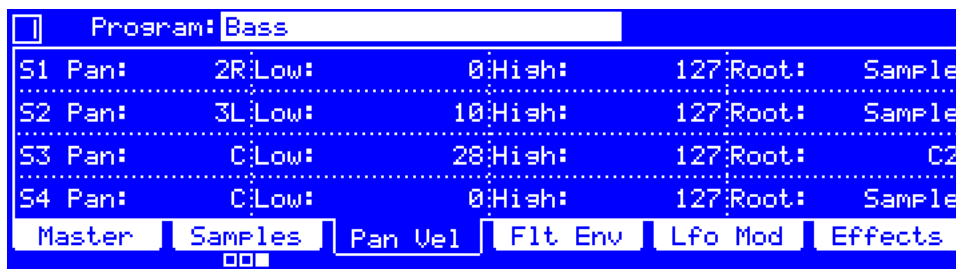 Program: Bass
S1 Pan: 2R Low: 0 High: 127 Root: Sample
S2 Pan: 3L Low: 10 High: 127 Root: Sample
S3 Pan: C Low: 28 High: 127 Root: C2
S4 Pan: C Low: 0 High: 127 Root: Sample
Master Samples Pan Vel Flt Env Lfo Mod Effects